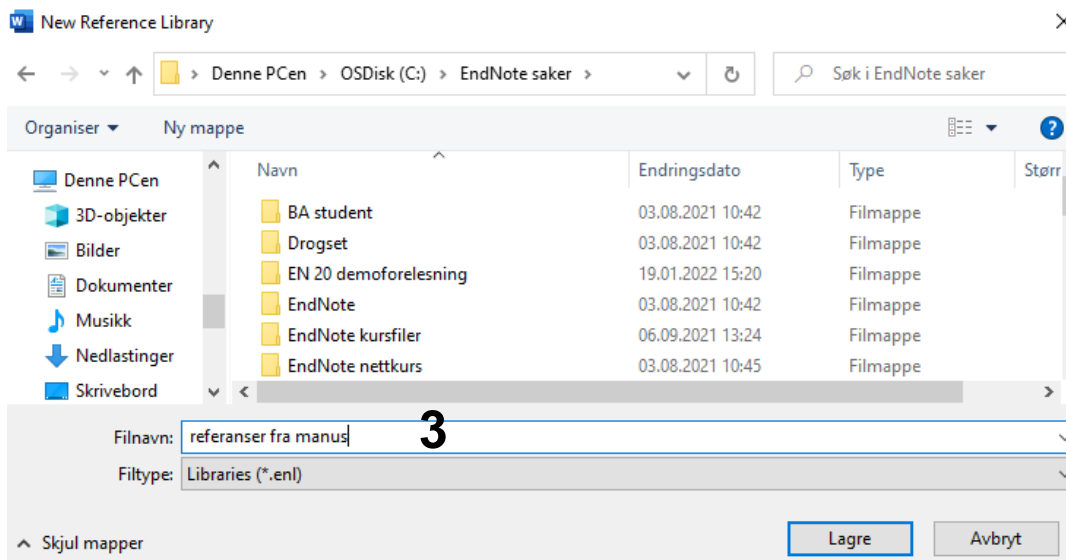 New Reference Library
Denne PCen > OSDisk (C:) > EndNote saker >
Søk i EndNote saker
Organiser Ny mappe
Navn Endringsdato Type Størr
Denne PCen
3D-objekter
Bilder
Dokumenter
Musikk
Nedlastinger
Skrivebord
BA student 03.08.2021 10:42 Filmappe
Drogset 03.08.2021 10:42 Filmappe
EN 20 demoforelesning 19.01.2022 15:20 Filmappe
EndNote 03.08.2021 10:42 Filmappe
EndNote kursfiler 06.09.2021 13:24 Filmappe
EndNote nettkurs 03.08.2021 10:45 Filmappe
Filnavn: referanser fra manus 3
Filtype: Libraries (*.enl)
Skjul mapper Lagre Avbryt